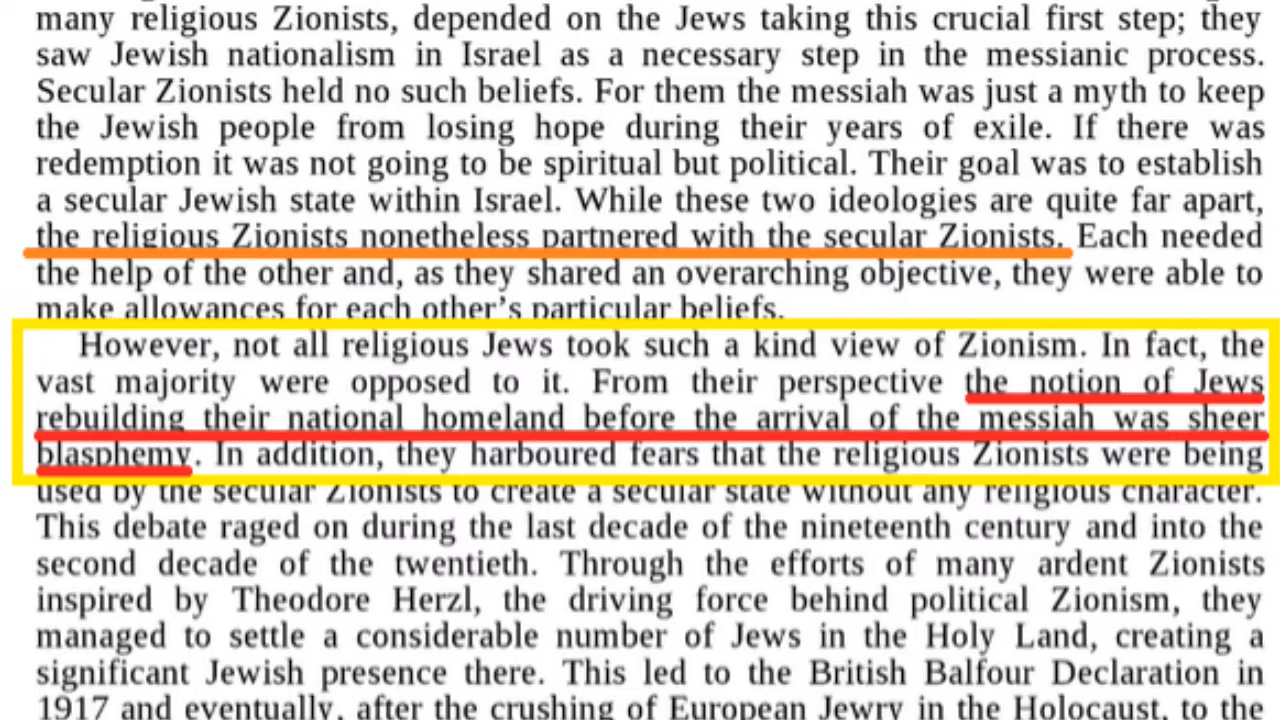 many religious Zionists, depended on the Jews taking this crucial first step; they
saw Jewish nationalism in Israel as a necessary step in the messianic process.
Secular Zionists held no such beliefs. For them the messiah was just a myth to keep
the Jewish people from losing hope during their years of exile. If there was
redemption it was not going to be spiritual but political. Their goal was to establish
a secular Jewish state within Israel. While these two ideologies are quite far apart,
the religious Zionists nonetheless partnered with the secular Zionists. Each needed
the help of the other and, as they shared an overarching objective, they were able to
make allowances for each other's particular beliefs.
However, not all religious Jews took such a kind view of Zionism. In fact, the
vast majority were opposed to it. From their perspective the notion of Jews
rebuilding their national homeland before the arrival of the messiah was sheer
blasphemy. In addition, they harboured fears that the religious Zionists were being
used by the secular Zionists to create a secular state without any religious character.
This debate raged on during the last decade of the nineteenth century and into the
second decade of the twentieth. Through the efforts of many ardent Zionists
inspired by Theodore Herzl, the driving force behind political Zionism, they
managed to settle a considerable number of Jews in the Holy Land, creating a
significant Jewish presence there. This led to the British Balfour Declaration in
1917 and eventually, after the crushing of European Jewry in the Holocaust, to the